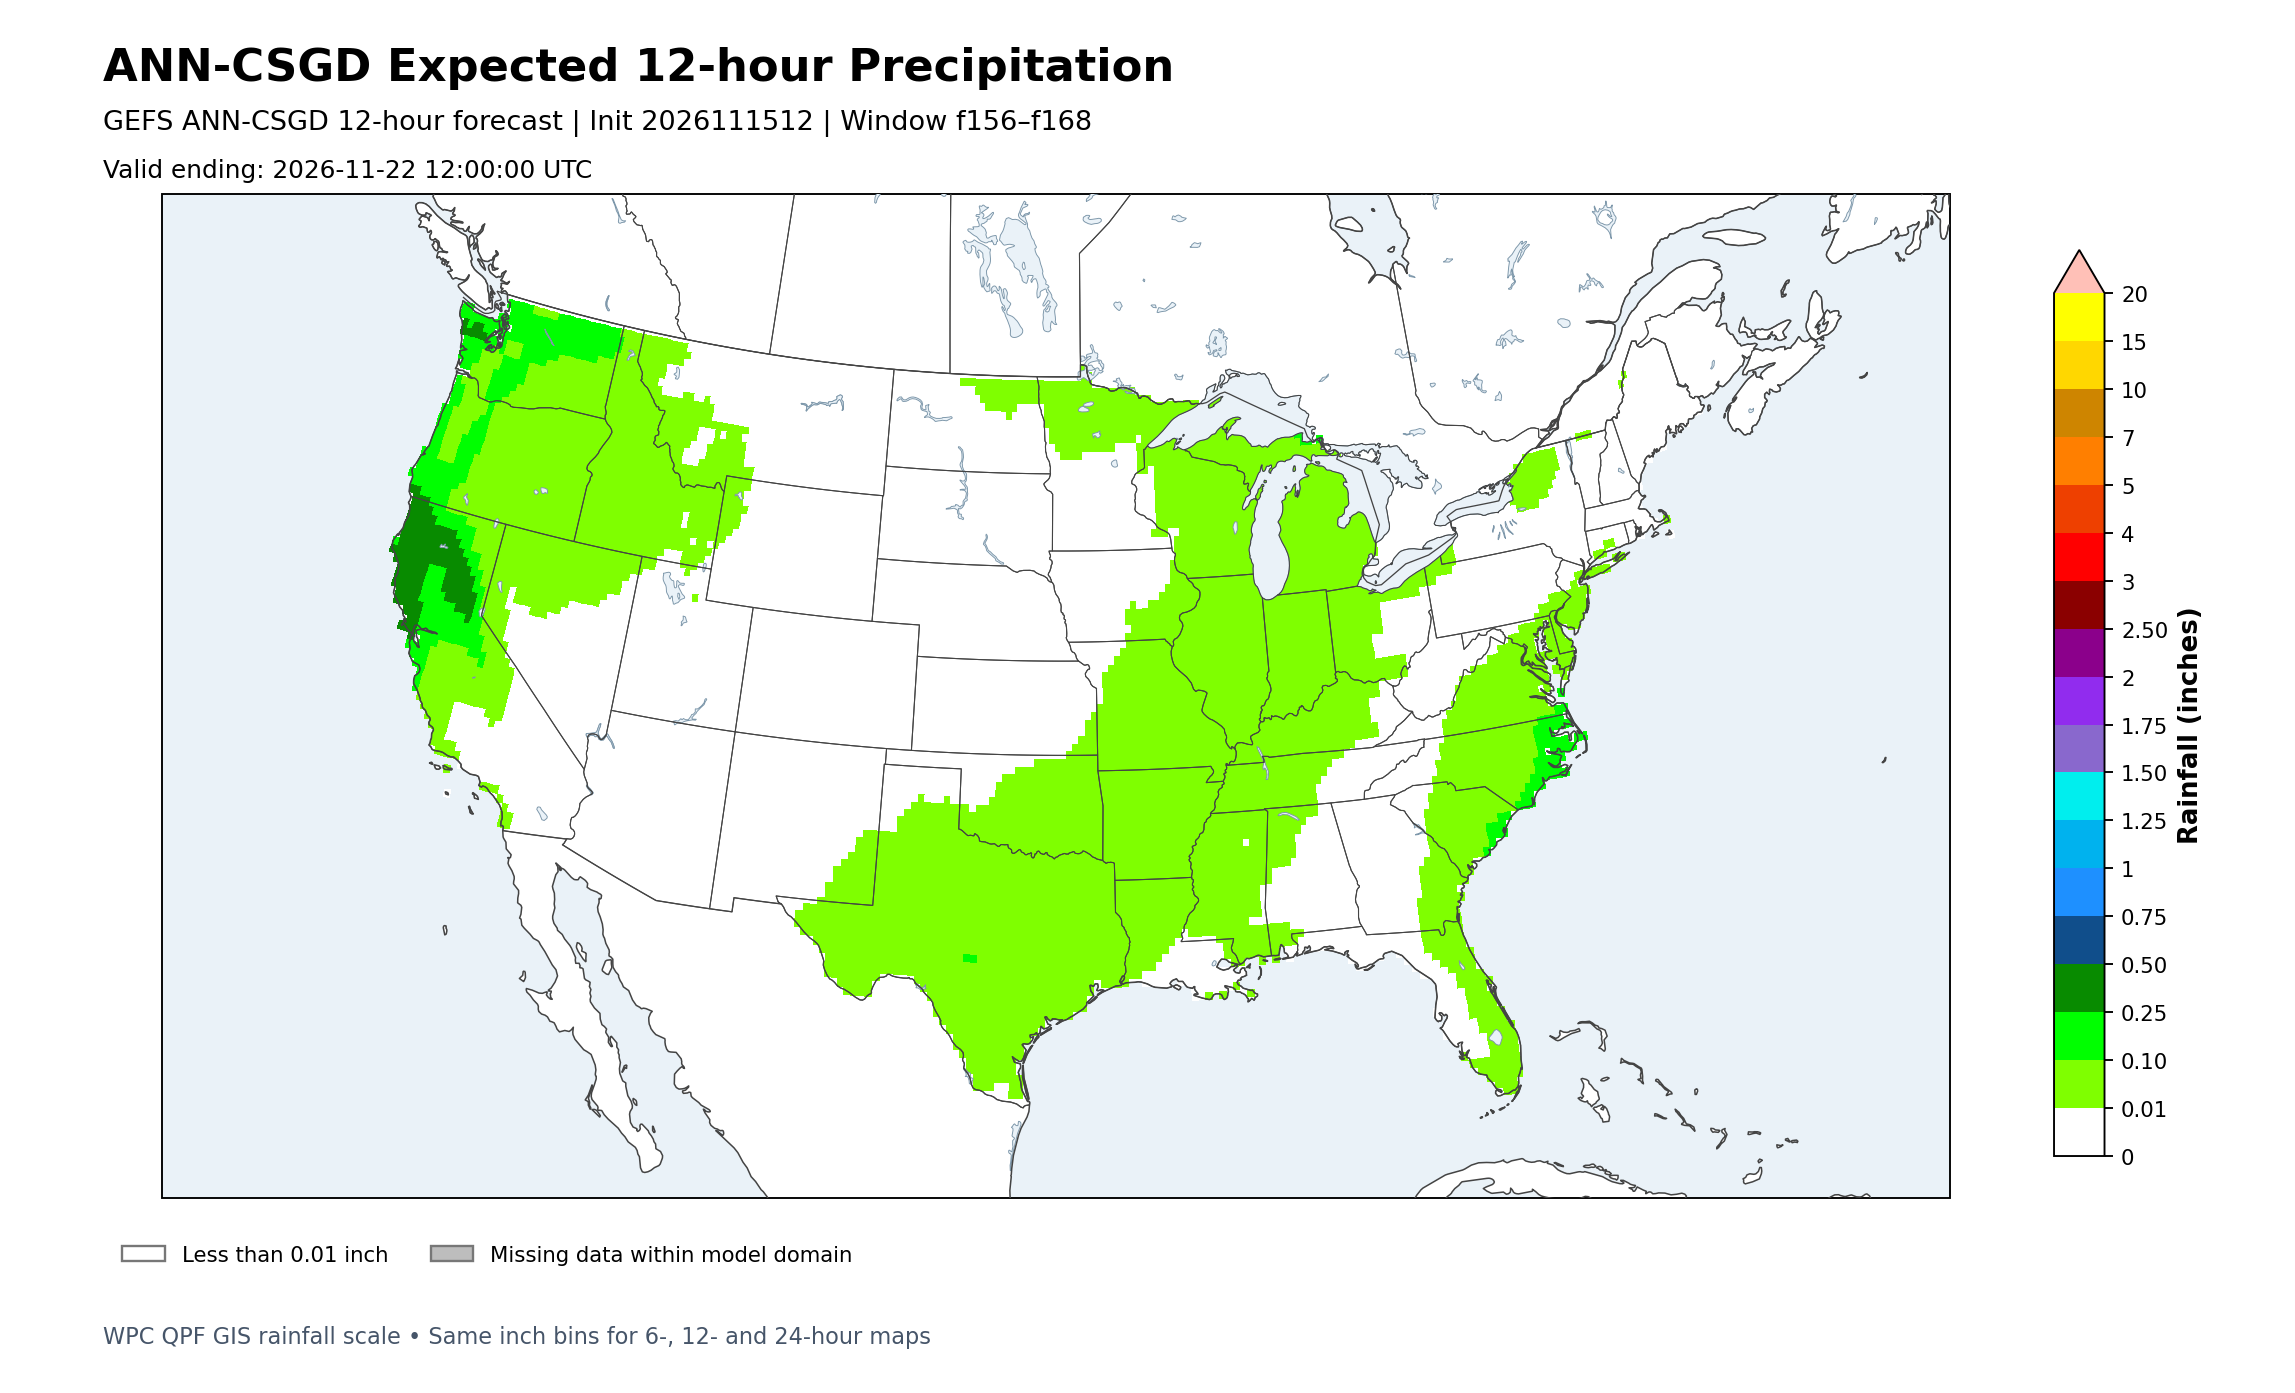 ANN-CSGD Expected 12-hour Precipitation
GEFS ANN-CSGD 12-hour forecast | Init 2026111512 | Window f156–f168
Valid ending: 2026-11-22 12:00:00 UTC
20
15
10
7
5
4
3
2.50
2
1.75
1.50
1.25
1
0.75
0.50
0.25
0.10
0.01
0
Rainfall (inches)
Less than 0.01 inch
Missing data within model domain
WPC QPF GIS rainfall scale • Same inch bins for 6-, 12- and 24-hour maps